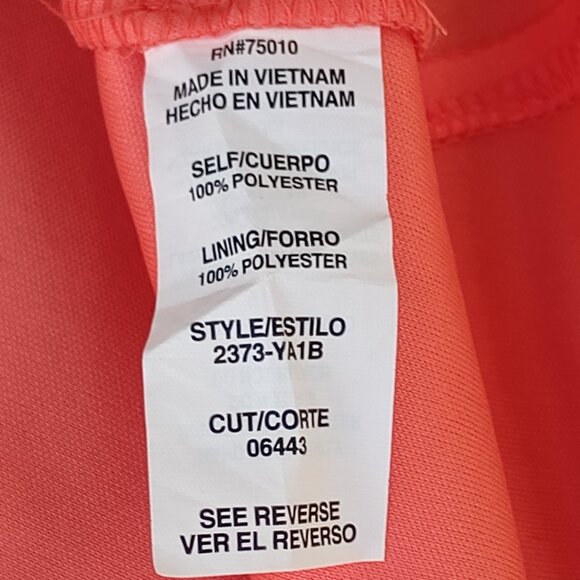 RN#75010
MADE IN VIETNAM
HECHO EN VIETNAM
SELF/CUERPO
100% POLYESTER
LINING/FORRO
100% POLYESTER
STYLE/ESTILO
2373-YA1B
CUT/CORTE
06443
SEE REVERSE
VER EL REVERSO